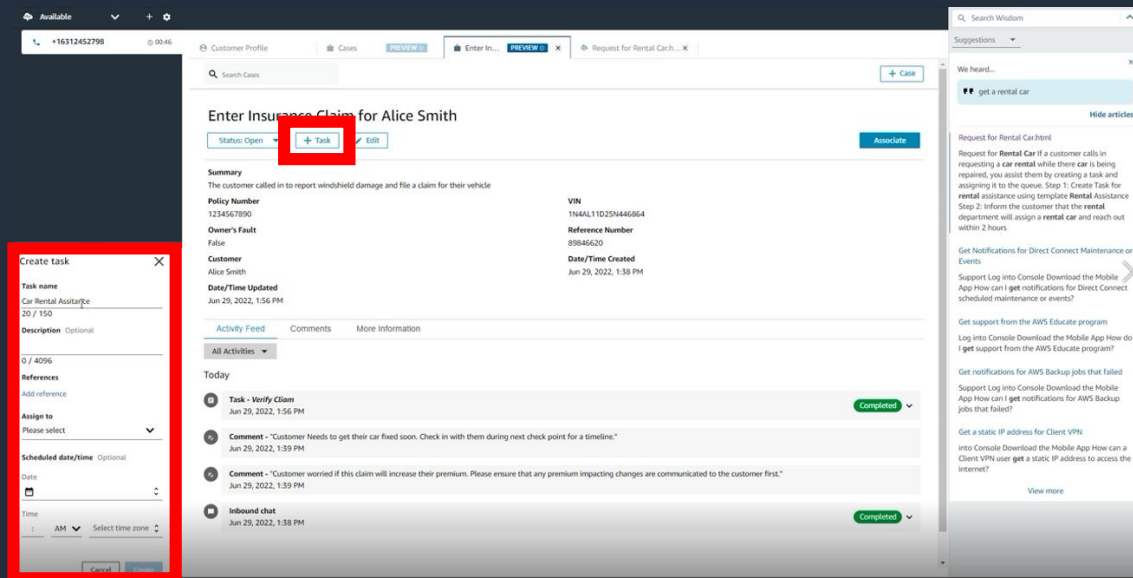 Available
+16312452798
00:46
Create task
Task name
Car Rental Assitance
20 / 150
Description Optional
0 / 4096
References
Add reference
Assign to
Please select
Scheduled date/time Optional
Date
Time
: AM Select time zone
Cancel Create
Customer Profile
Cases PREVIEW
Enter In... PREVIEW
Request for Rental Car.h...
Search Cases
+ Case
Enter Insurance Claim for Alice Smith
Status: Open
+ Task
Edit
Associate
Summary
The customer called in to report windshield damage and file a claim for their vehicle
Policy Number
1234567890
VIN
1N4AL11D25N446864
Owner's Fault
False
Reference Number
89846620
Customer
Alice Smith
Date/Time Created
Jun 29, 2022, 1:38 PM
Date/Time Updated
Jun 29, 2022, 1:56 PM
Activity Feed Comments More Information
All Activities
Today
Task - Verify Cliam
Jun 29, 2022, 1:56 PM
Completed
Comment - "Customer Needs to get their car fixed soon. Check in with them during next check point for a timeline."
Jun 29, 2022, 1:39 PM
Comment - "Customer worried if this claim will increase their premium. Please ensure that any premium impacting changes are communicated to the customer first."
Jun 29, 2022, 1:39 PM
Inbound chat
Jun 29, 2022, 1:38 PM
Completed
Search Wisdom
Suggestions
We heard...
get a rental car
Hide articles
Request for Rental Car.html
Request for Rental Car If a customer calls in
requesting a car rental while there car is being
repaired, you assist them by creating a task and
assigning it to the queue. Step 1: Create Task for
rental assistance using template Rental Assistance
Step 2: Inform the customer that the rental
department will assign a rental car and reach out
within 2 hours
Get Notifications for Direct Connect Maintenance or
Events
Support Log into Console Download the Mobile
App How can I get notifications for Direct Connect
scheduled maintenance or events?
Get support from the AWS Educate program
Log into Console Download the Mobile App How do
I get support from the AWS Educate program?
Get notifications for AWS Backup jobs that failed
Support Log into Console Download the Mobile
App How can I get notifications for AWS Backup
jobs that failed?
Get a static IP address for Client VPN
into Console Download the Mobile App How can a
Client VPN user get a static IP address to access the
internet?
View more